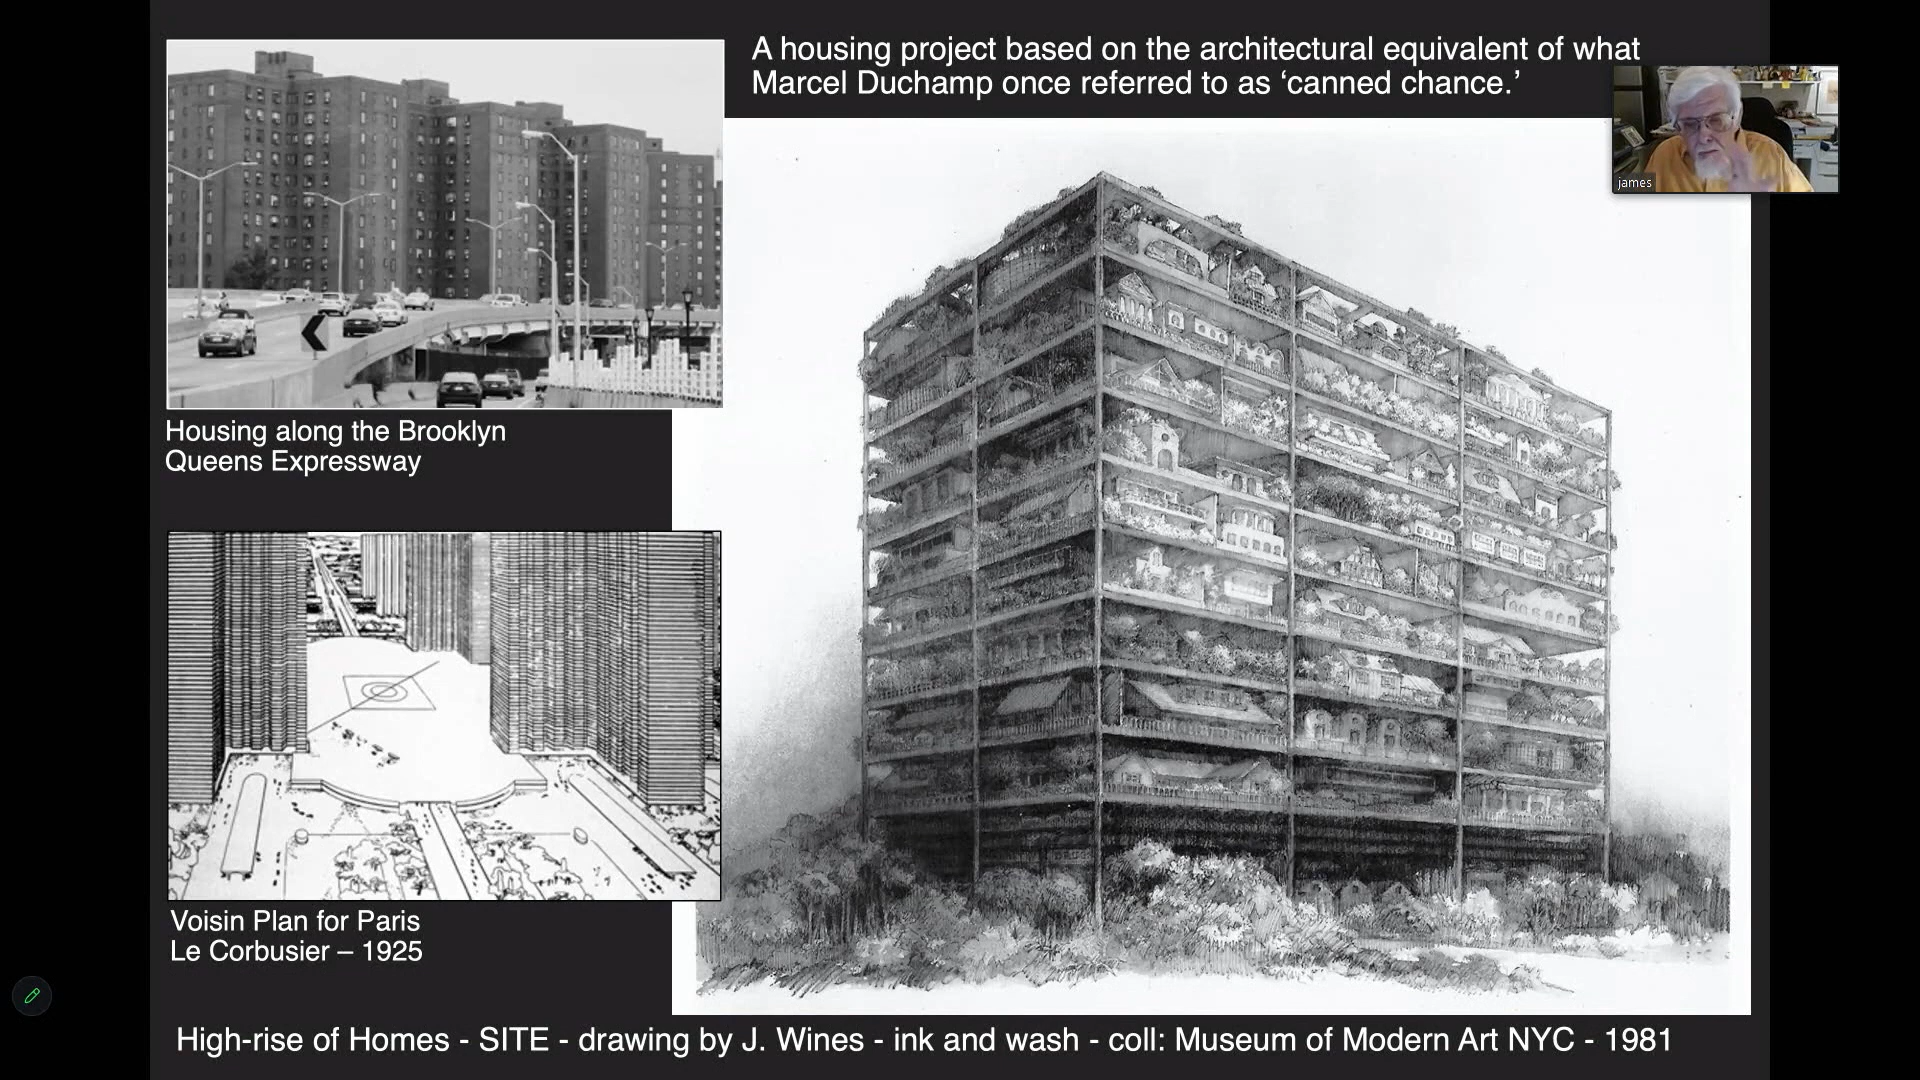 A housing project based on the architectural equivalent of what
Marcel Duchamp once referred to as ‘canned chance.’
james
Housing along the Brooklyn
Queens Expressway
Voisin Plan for Paris
Le Corbusier – 1925
High-rise of Homes - SITE - drawing by J. Wines - ink and wash - coll: Museum of Modern Art NYC - 1981